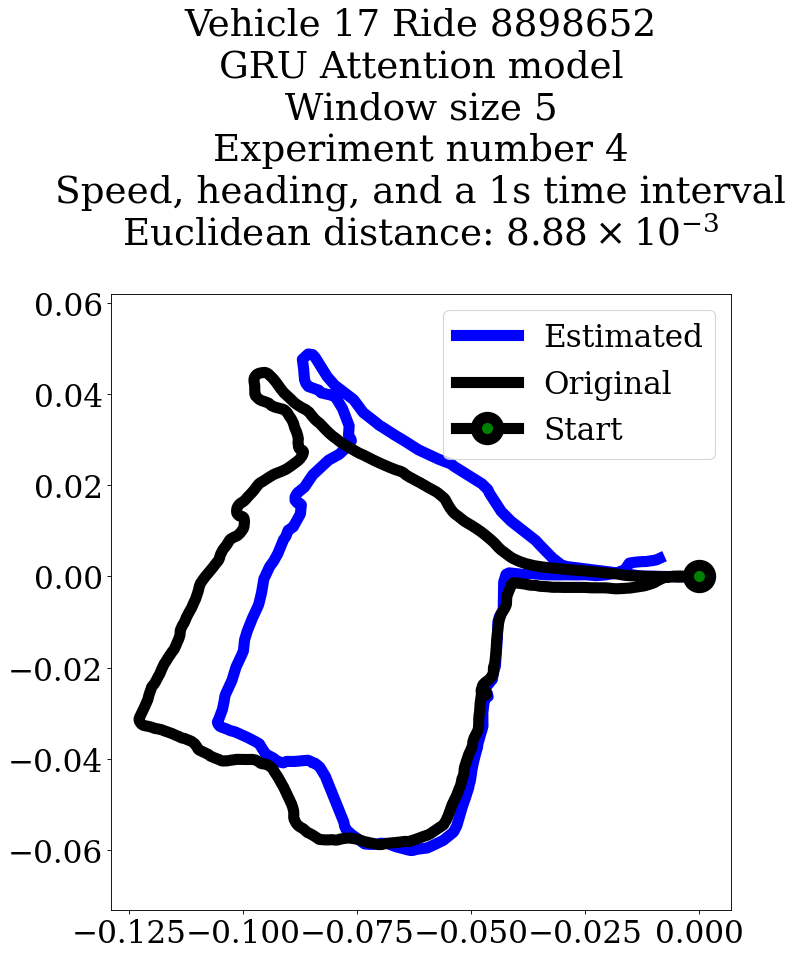 Vehicle 17 Ride 8898652
GRU Attention model
Window size 5
Experiment number 4
Speed, heading, and a 1s time interval
Euclidean distance: 8.88 × 10⁻³
Estimated
Original
Start
0.06
0.04
0.02
0.00
−0.02
−0.04
−0.06
−0.125 −0.100 −0.075 −0.050 −0.025 0.000